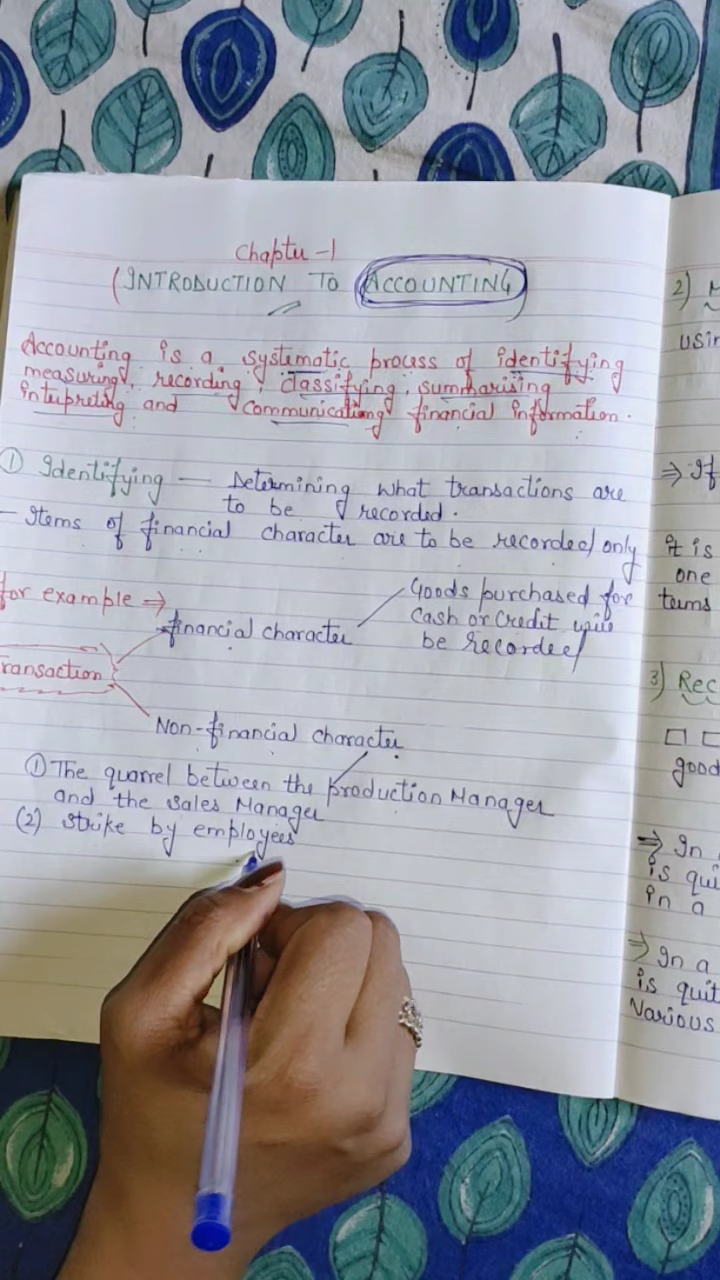 Chapter -1
(INTRODUCTION TO ACCOUNTING
Accounting is a systematic process of identifying
measuring, recording, classifying, summarising
interpreting and communicating financial information.
① Identifying — Determining what transactions are
to be recorded.
- Items of financial character are to be recorded only
for example ⇒
Goods purchased for
cash or credit will
be recorded
financial character
Transaction
Non-financial character
① The quarrel between the production Manager
and the sales Manager
(2) strike by employees
2)
usin
⇒ If
it is
one
terms
3) Rec
good
⇒ In
is qui
in a
⇒ In a
is quit
various